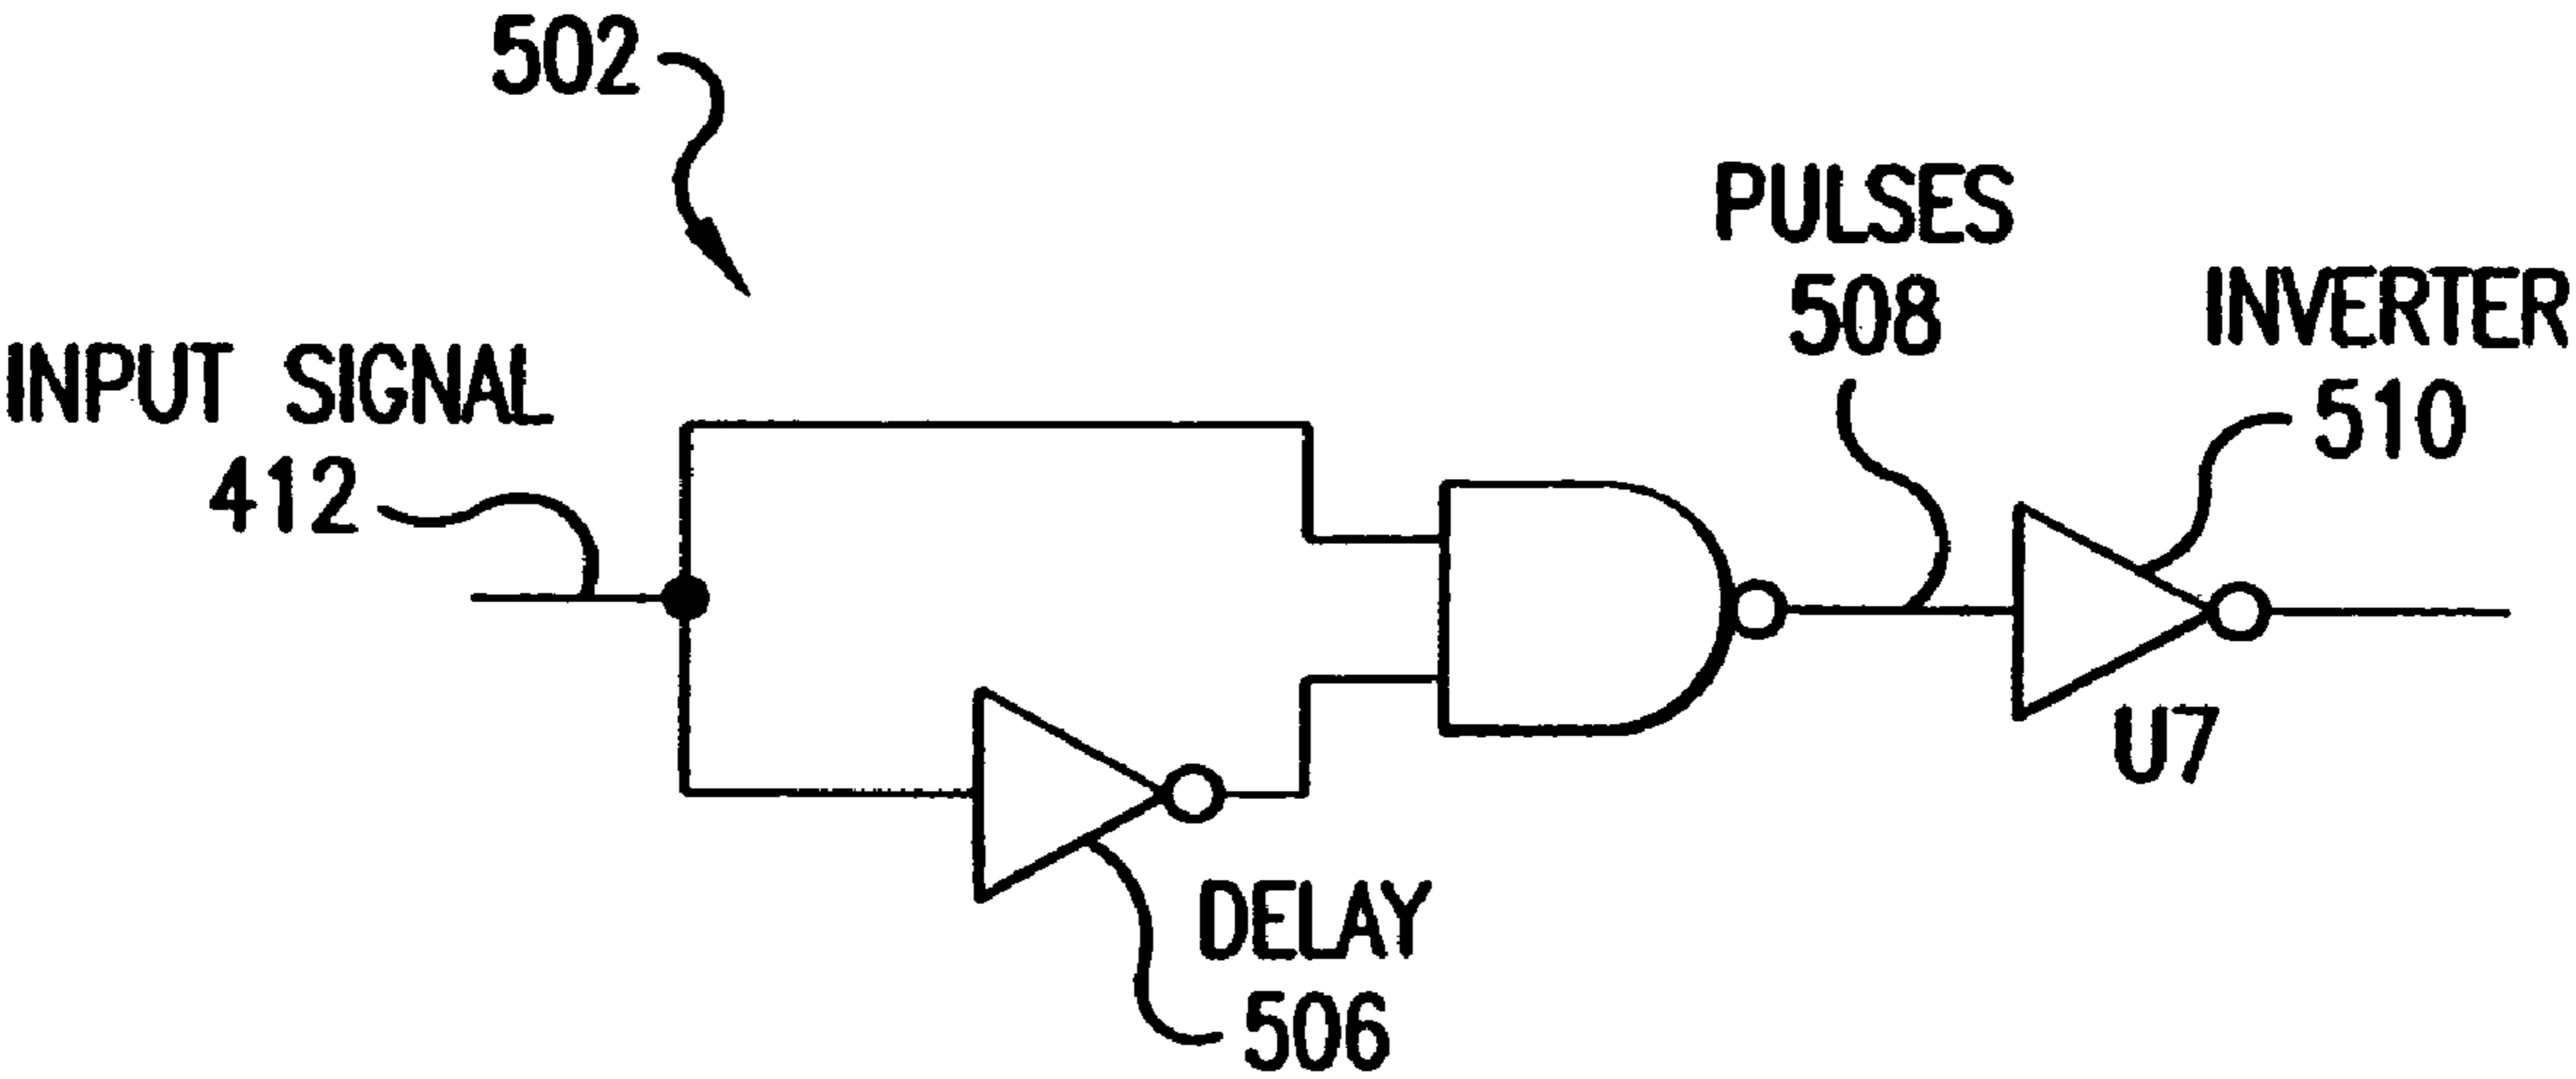 502
PULSES
508
INVERTER
510
INPUT SIGNAL
412
U7
DELAY
506